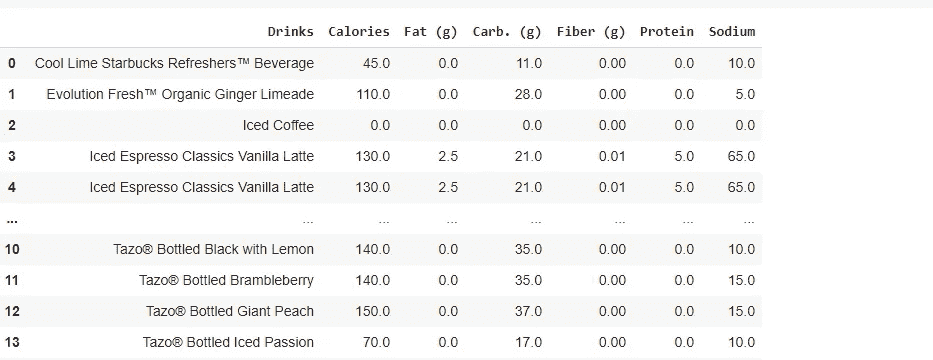 Drinks Calories Fat (g) Carb. (g) Fiber (g) Protein Sodium
0 Cool Lime Starbucks Refreshers™ Beverage 45.0 0.0 11.0 0.00 0.0 10.0
1 Evolution Fresh™ Organic Ginger Limeade 110.0 0.0 28.0 0.00 0.0 5.0
2 Iced Coffee 0.0 0.0 0.0 0.00 0.0 0.0
3 Iced Espresso Classics Vanilla Latte 130.0 2.5 21.0 0.01 5.0 65.0
4 Iced Espresso Classics Vanilla Latte 130.0 2.5 21.0 0.01 5.0 65.0
... ... ... ... ... ... ... ...
10 Tazo® Bottled Black with Lemon 140.0 0.0 35.0 0.00 0.0 10.0
11 Tazo® Bottled Brambleberry 140.0 0.0 35.0 0.00 0.0 15.0
12 Tazo® Bottled Giant Peach 150.0 0.0 37.0 0.00 0.0 15.0
13 Tazo® Bottled Iced Passion 70.0 0.0 17.0 0.00 0.0 10.0